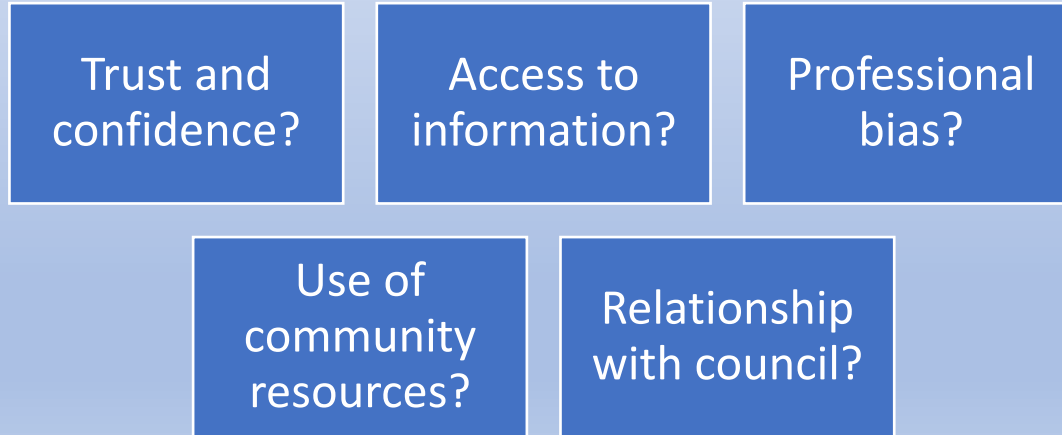 Trust and
confidence?
Access to
information?
Professional
bias?
Use of
community
resources?
Relationship
with council?